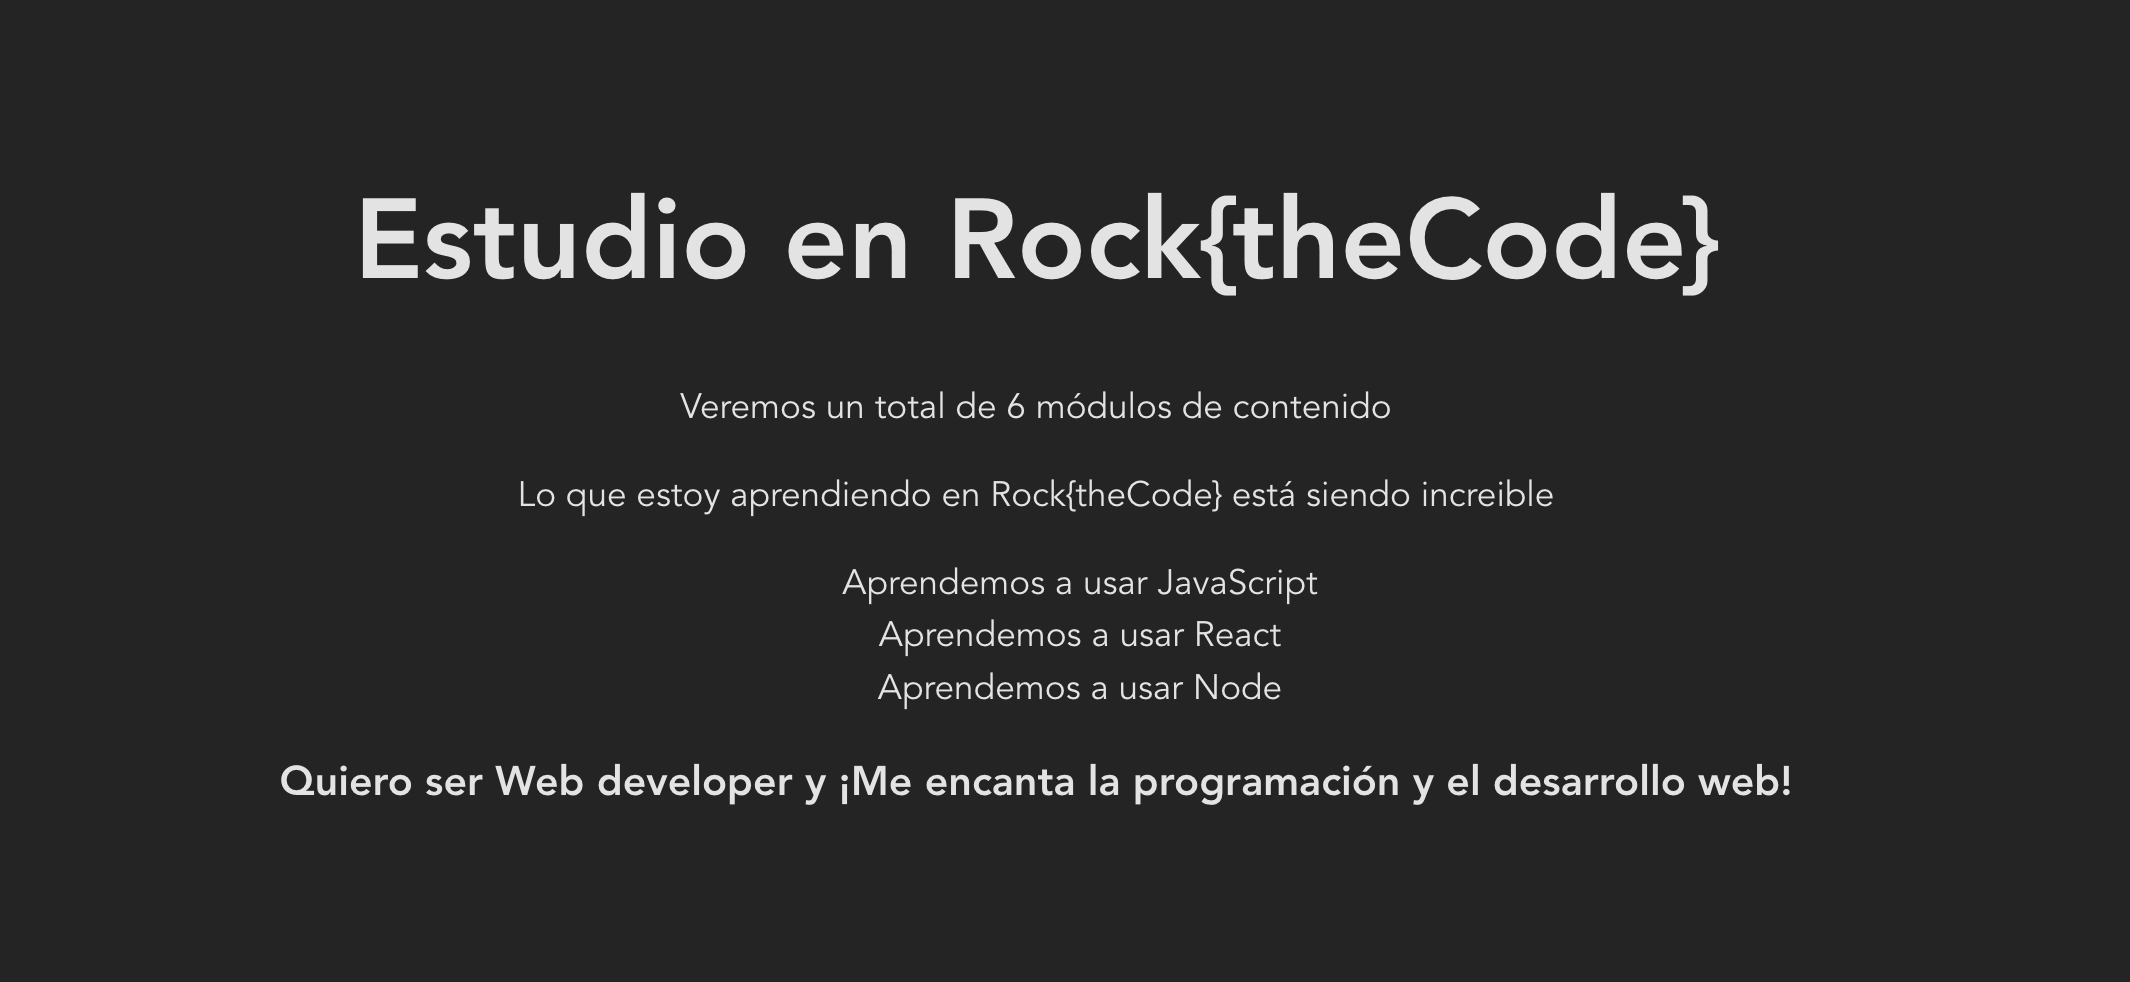 Estudio en Rock{theCode}
Veremos un total de 6 módulos de contenido
Lo que estoy aprendiendo en Rock{theCode} está siendo increible
Aprendemos a usar JavaScript
Aprendemos a usar React
Aprendemos a usar Node
Quiero ser Web developer y ¡Me encanta la programación y el desarrollo web!